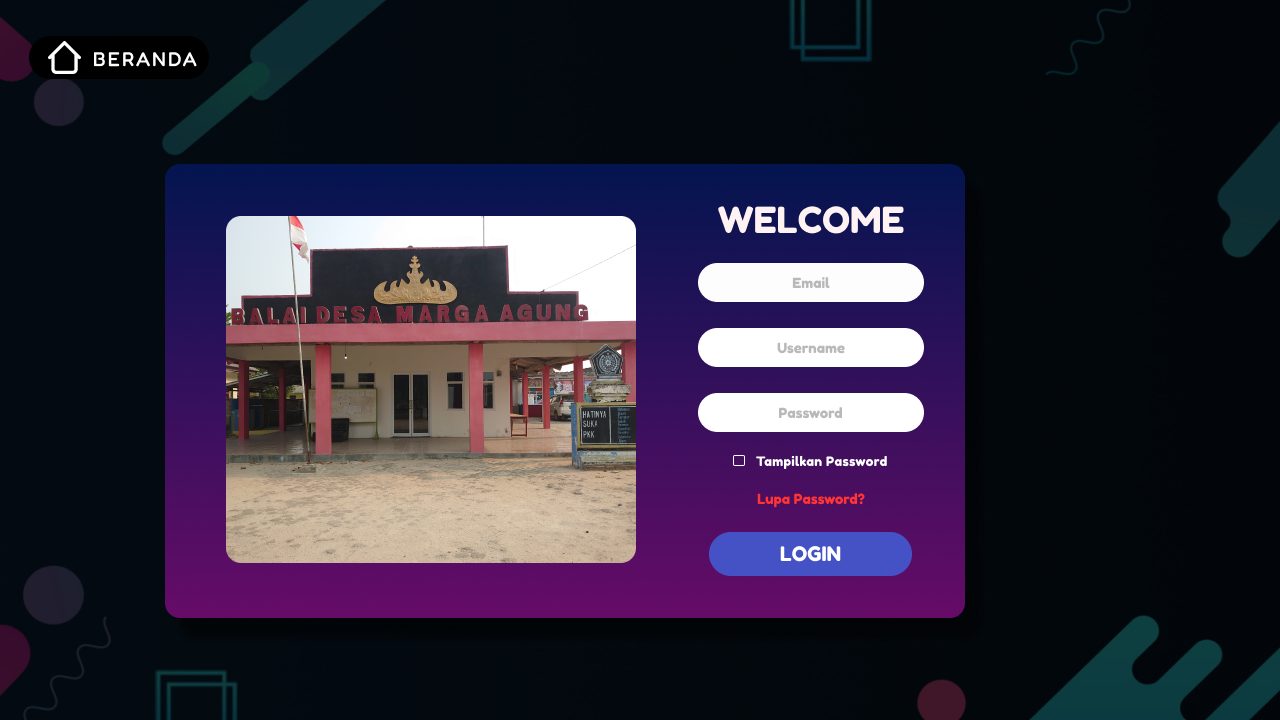 BERANDA
WELCOME
BALAI DESA MARGA AGUNG
Email
Username
HATINYA
SUKA
PKK
Password
Tampilkan Password
Lupa Password?
LOGIN